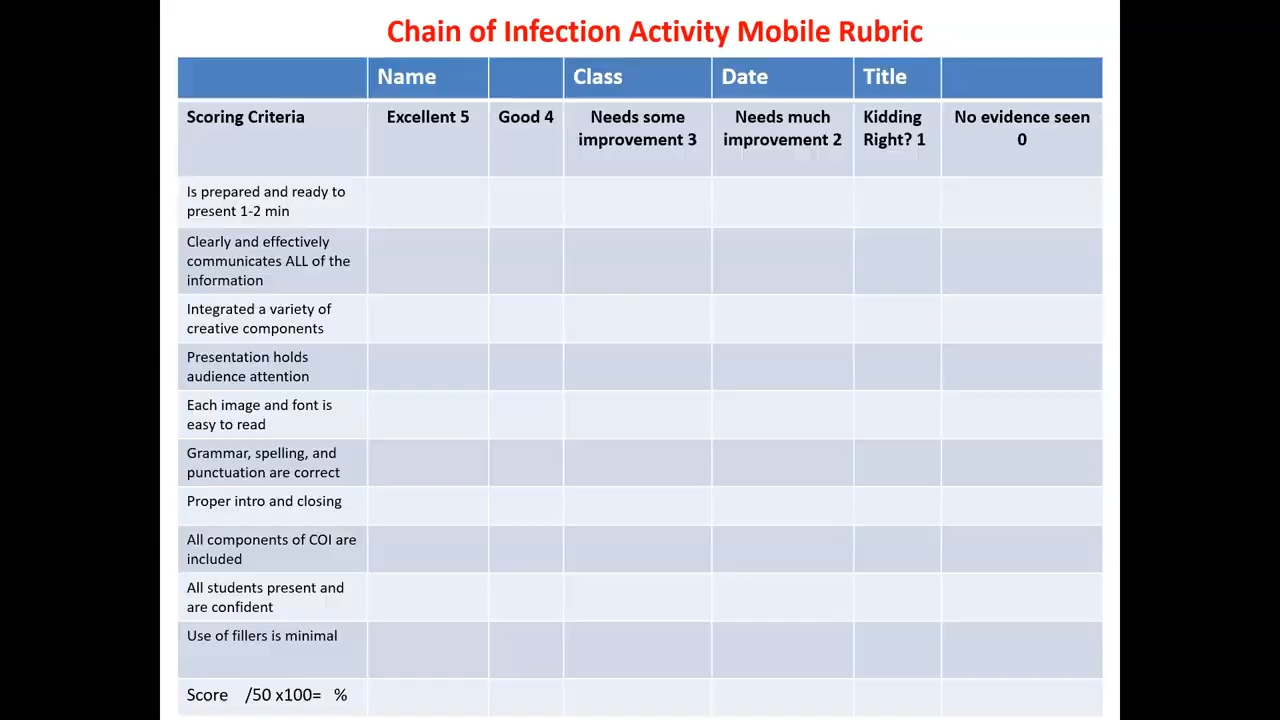 Chain of Infection Activity Mobile Rubric
Name Class Date Title
Scoring Criteria Excellent 5 Good 4 Needs some improvement 3 Needs much improvement 2 Kidding Right? 1 No evidence seen 0
Is prepared and ready to
present 1-2 min
Clearly and effectively
communicates ALL of the
information
Integrated a variety of
creative components
Presentation holds
audience attention
Each image and font is
easy to read
Grammar, spelling, and
punctuation are correct
Proper intro and closing
All components of COI are
included
All students present and
are confident
Use of fillers is minimal
Score /50 x100= %